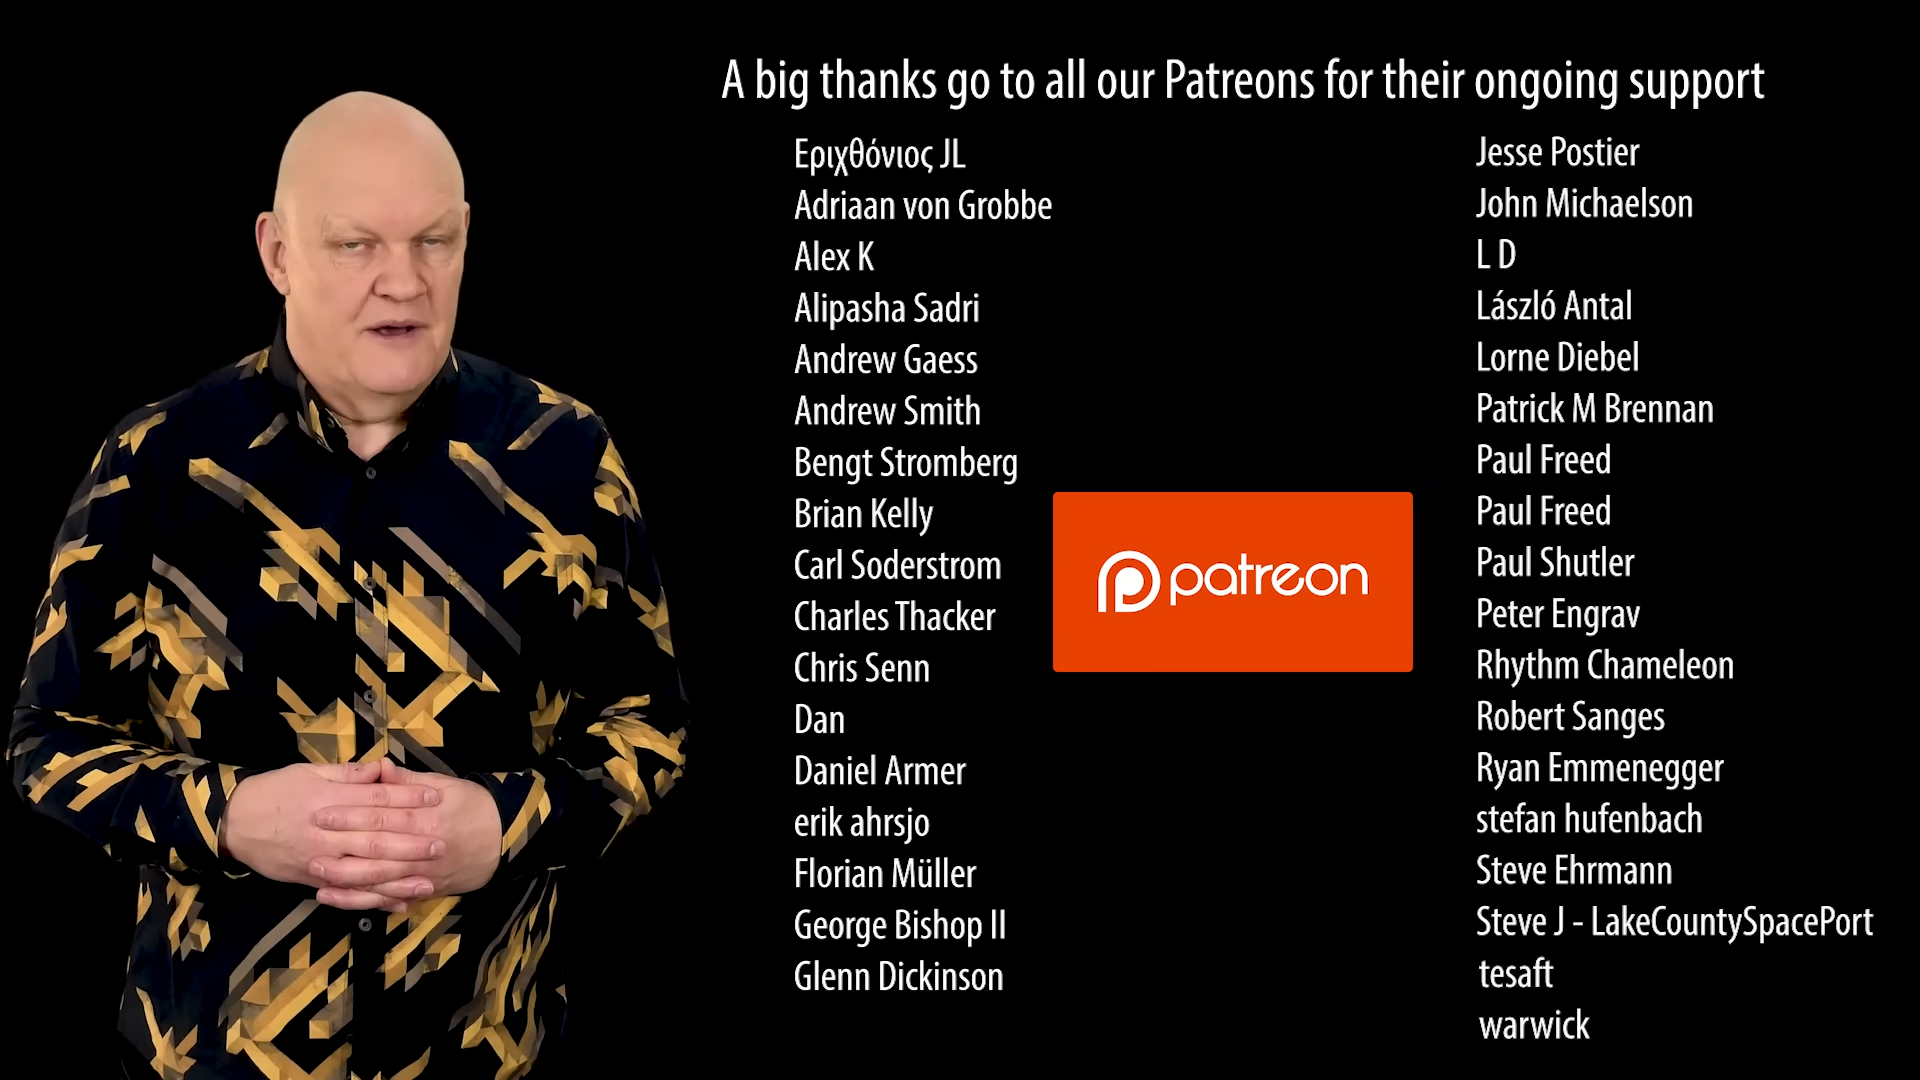 A big thanks go to all our Patreons for their ongoing support
Εριχθόνιος JL
Adriaan von Grobbe
Alex K
Alipasha Sadri
Andrew Gaess
Andrew Smith
Bengt Stromberg
Brian Kelly
Carl Soderstrom
Charles Thacker
Chris Senn
Dan
Daniel Armer
erik ahrsjo
Florian Müller
George Bishop II
Glenn Dickinson
patreon
Jesse Postier
John Michaelson
L D
László Antal
Lorne Diebel
Patrick M Brennan
Paul Freed
Paul Freed
Paul Shutler
Peter Engrav
Rhythm Chameleon
Robert Sanges
Ryan Emmenegger
stefan hufenbach
Steve Ehrmann
Steve J - LakeCountySpacePort
tesaft
warwick